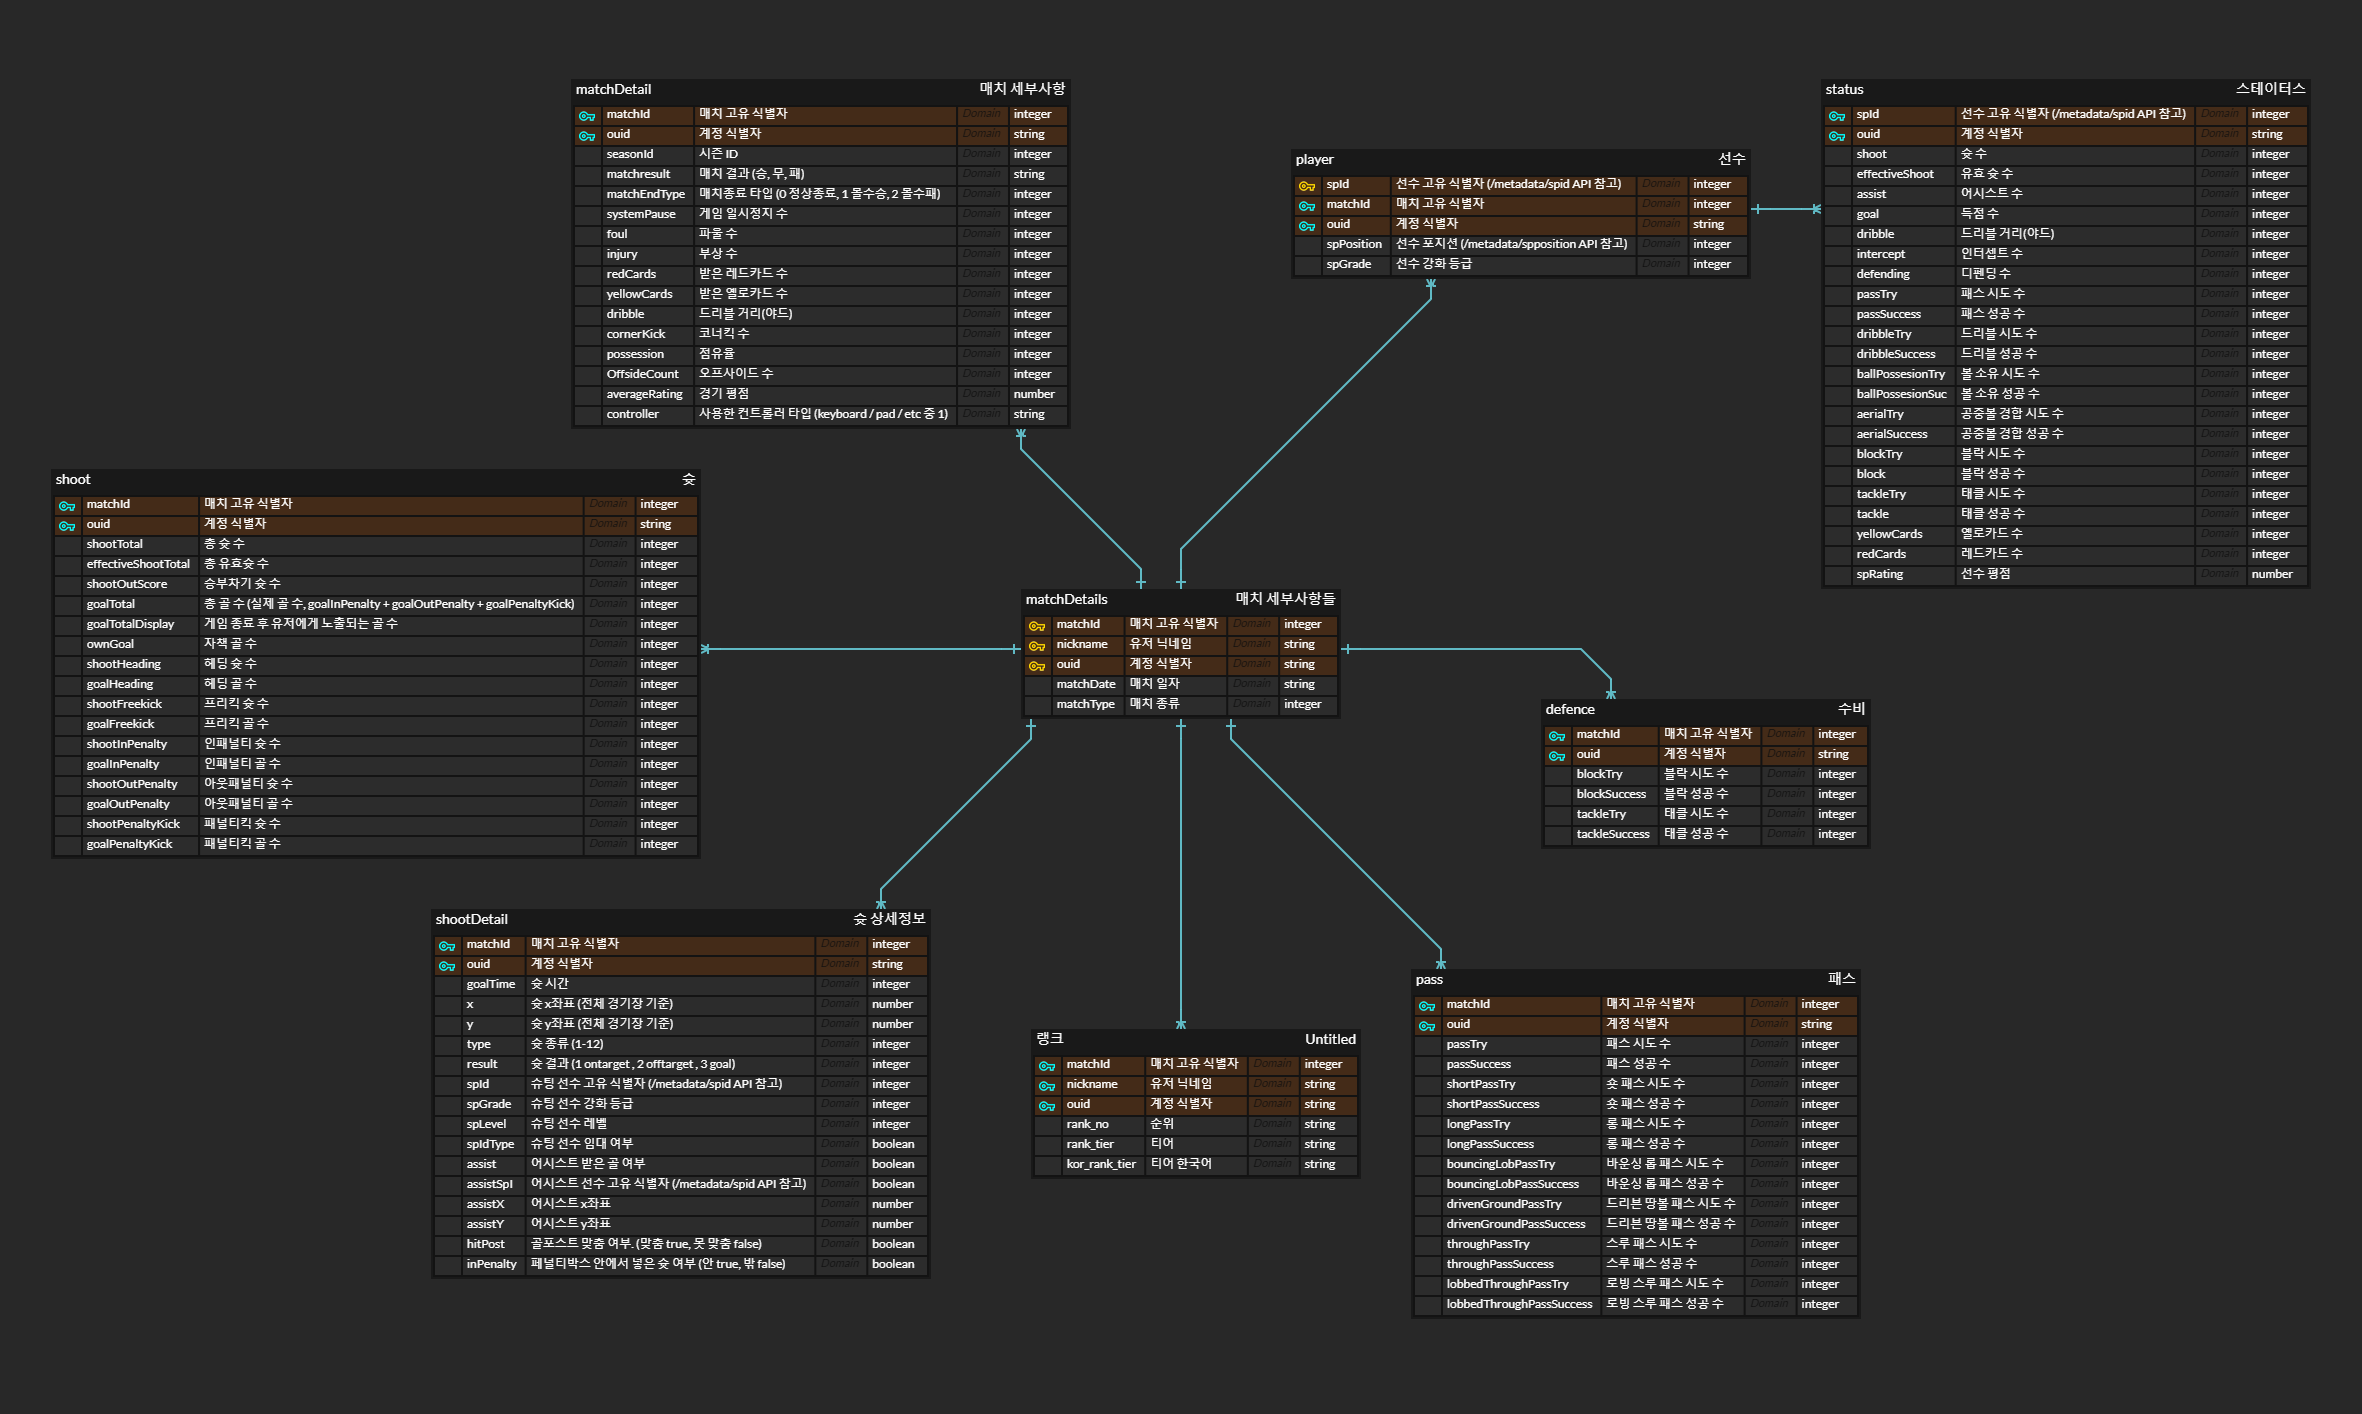 matchDetail 매치 세부사항
matchId 매치 고유 식별자 Domain integer
ouid 계정 식별자 Domain string
seasonId 시즌 ID Domain integer
matchresult 매치 결과 (승, 무, 패) Domain string
matchEndType 매치종료 타입 (0 정상종료, 1 몰수승, 2 몰수패) Domain integer
systemPause 게임 일시정지 수 Domain integer
foul 파울 수 Domain integer
injury 부상 수 Domain integer
redCards 받은 레드카드 수 Domain integer
yellowCards 받은 옐로카드 수 Domain integer
dribble 드리블 거리(야드) Domain integer
cornerKick 코너킥 수 Domain integer
possession 점유율 Domain integer
OffsideCount 오프사이드 수 Domain integer
averageRating 경기 평점 Domain number
controller 사용한 컨트롤러 타입 (keyboard / pad / etc 중 1) Domain string
player 선수
spId 선수 고유 식별자 (/metadata/spid API 참고) Domain integer
matchId 매치 고유 식별자 Domain integer
ouid 계정 식별자 Domain string
spPosition 선수 포지션 (/metadata/spposition API 참고) Domain integer
spGrade 선수 강화 등급 Domain integer
status 스테이터스
spId 선수 고유 식별자 (/metadata/spid API 참고) Domain integer
ouid 계정 식별자 Domain string
shoot 슛 수 Domain integer
effectiveShoot 유효 슛 수 Domain integer
assist 어시스트 수 Domain integer
goal 득점 수 Domain integer
dribble 드리블 거리(야드) Domain integer
intercept 인터셉트 수 Domain integer
defending 디펜딩 수 Domain integer
passTry 패스 시도 수 Domain integer
passSuccess 패스 성공 수 Domain integer
dribbleTry 드리블 시도 수 Domain integer
dribbleSuccess 드리블 성공 수 Domain integer
ballPossesionTry 볼 소유 시도 수 Domain integer
ballPossesionSuc 볼 소유 성공 수 Domain integer
aerialTry 공중볼 경합 시도 수 Domain integer
aerialSuccess 공중볼 경합 성공 수 Domain integer
blockTry 블락 시도 수 Domain integer
block 블락 성공 수 Domain integer
tackleTry 태클 시도 수 Domain integer
tackle 태클 성공 수 Domain integer
yellowCards 옐로카드 수 Domain integer
redCards 레드카드 수 Domain integer
spRating 선수 평점 Domain number
shoot 슛
matchId 매치 고유 식별자 Domain integer
ouid 계정 식별자 Domain string
shootTotal 총 슛 수 Domain integer
effectiveShootTotal 총 유효슛 수 Domain integer
shootOutScore 승부차기 슛 수 Domain integer
goalTotal 총 골 수 (실제 골 수, goalInPenalty + goalOutPenalty + goalPenaltyKick) Domain integer
goalTotalDisplay 게임 종료 후 유저에게 노출되는 골 수 Domain integer
ownGoal 자책 골 수 Domain integer
shootHeading 헤딩 슛 수 Domain integer
goalHeading 헤딩 골 수 Domain integer
shootFreekick 프리킥 슛 수 Domain integer
goalFreekick 프리킥 골 수 Domain integer
shootInPenalty 인패널티 슛 수 Domain integer
goalInPenalty 인패널티 골 수 Domain integer
shootOutPenalty 아웃패널티 슛 수 Domain integer
goalOutPenalty 아웃패널티 골 수 Domain integer
shootPenaltyKick 패널티킥 슛 수 Domain integer
goalPenaltyKick 패널티킥 골 수 Domain integer
matchDetails 매치 세부사항들
matchId 매치 고유 식별자 Domain integer
nickname 유저 닉네임 Domain string
ouid 계정 식별자 Domain string
matchDate 매치 일자 Domain string
matchType 매치 종류 Domain integer
defence 수비
matchId 매치 고유 식별자 Domain integer
ouid 계정 식별자 Domain string
blockTry 블락 시도 수 Domain integer
blockSuccess 블락 성공 수 Domain integer
tackleTry 태클 시도 수 Domain integer
tackleSuccess 태클 성공 수 Domain integer
shootDetail 슛 상세정보
matchId 매치 고유 식별자 Domain integer
ouid 계정 식별자 Domain string
goalTime 슛 시간 Domain integer
x 슛 x좌표 (전체 경기장 기준) Domain number
y 슛 y좌표 (전체 경기장 기준) Domain number
type 슛 종류 (1-12) Domain integer
result 슛 결과 (1 ontarget , 2 offtarget , 3 goal) Domain integer
spId 슈팅 선수 고유 식별자 (/metadata/spid API 참고) Domain integer
spGrade 슈팅 선수 강화 등급 Domain integer
spLevel 슈팅 선수 레벨 Domain integer
spIdType 슈팅 선수 임대 여부 Domain boolean
assist 어시스트 받은 골 여부 Domain boolean
assistSpI 어시스트 선수 고유 식별자 (/metadata/spid API 참고) Domain boolean
assistX 어시스트 x좌표 Domain number
assistY 어시스트 y좌표 Domain number
hitPost 골포스트 맞춤 여부. (맞춤 true, 못 맞춤 false) Domain boolean
inPenalty 페널티박스 안에서 넣은 슛 여부 (안 true, 밖 false) Domain boolean
랭크 Untitled
matchId 매치 고유 식별자 Domain integer
nickname 유저 닉네임 Domain string
ouid 계정 식별자 Domain string
rank_no 순위 Domain string
rank_tier 티어 Domain string
kor_rank_tier 티어 한국어 Domain string
pass 패스
matchId 매치 고유 식별자 Domain integer
ouid 계정 식별자 Domain string
passTry 패스 시도 수 Domain integer
passSuccess 패스 성공 수 Domain integer
shortPassTry 숏 패스 시도 수 Domain integer
shortPassSuccess 숏 패스 성공 수 Domain integer
longPassTry 롱 패스 시도 수 Domain integer
longPassSuccess 롱 패스 성공 수 Domain integer
bouncingLobPassTry 바운싱 롭 패스 시도 수 Domain integer
bouncingLobPassSuccess 바운싱 롭 패스 성공 수 Domain integer
drivenGroundPassTry 드리븐 땅볼 패스 시도 수 Domain integer
drivenGroundPassSuccess 드리븐 땅볼 패스 성공 수 Domain integer
throughPassTry 스루 패스 시도 수 Domain integer
throughPassSuccess 스루 패스 성공 수 Domain integer
lobbedThroughPassTry 로빙 스루 패스 시도 수 Domain integer
lobbedThroughPassSuccess 로빙 스루 패스 성공 수 Domain integer